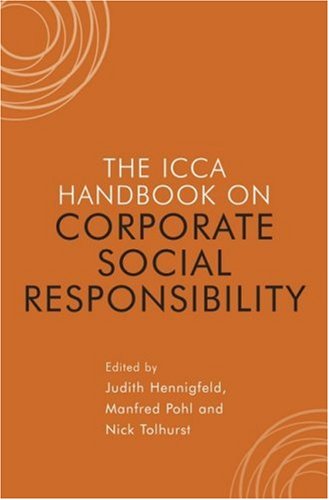 THE ICCA
HANDBOOK ON
CORPORATE
SOCIAL
RESPONSIBILITY
Edited by
Judith Hennigfeld,
Manfred Pohl and
Nick Tolhurst